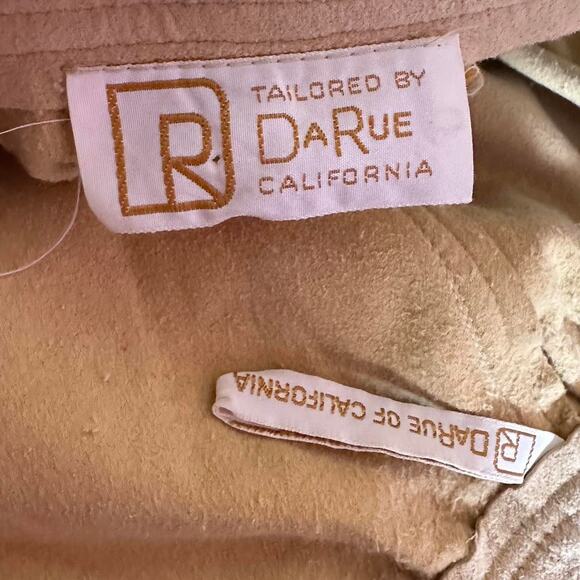 R
TAILORED BY
DARUE
CALIFORNIA
R DARUE OF CALIFORNIA